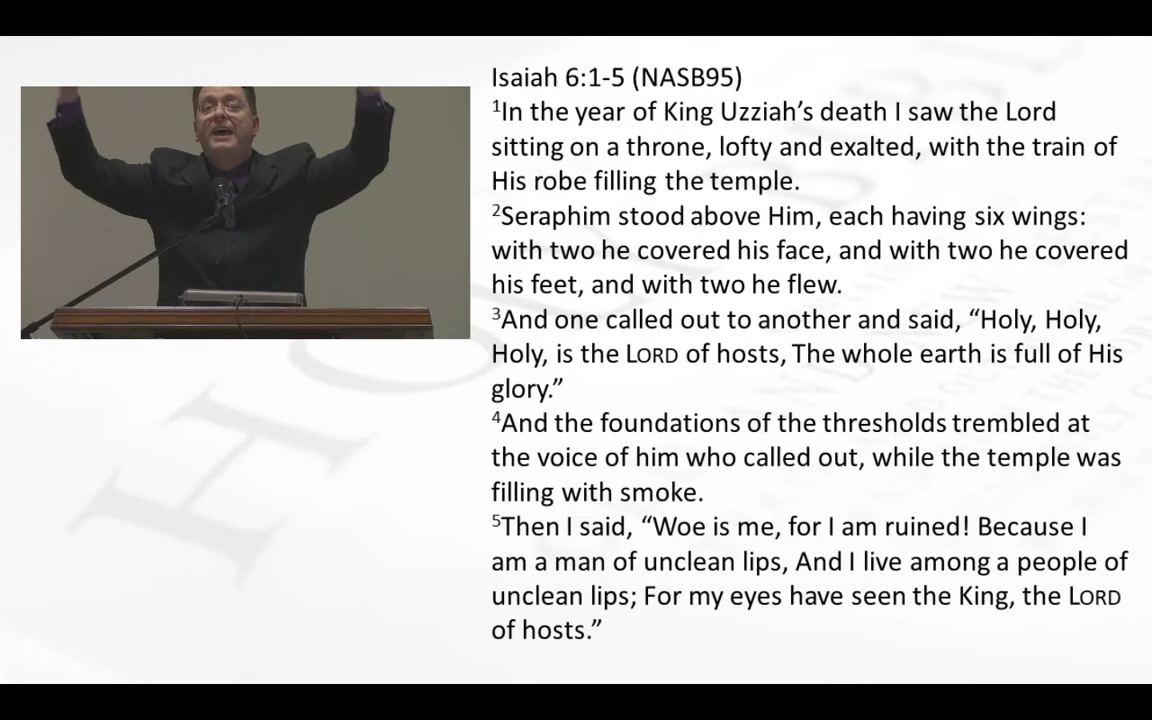 Isaiah 6:1-5 (NASB95)
¹In the year of King Uzziah’s death I saw the Lord
sitting on a throne, lofty and exalted, with the train of
His robe filling the temple.
²Seraphim stood above Him, each having six wings:
with two he covered his face, and with two he covered
his feet, and with two he flew.
³And one called out to another and said, “Holy, Holy,
Holy, is the LORD of hosts, The whole earth is full of His
glory.”
⁴And the foundations of the thresholds trembled at
the voice of him who called out, while the temple was
filling with smoke.
⁵Then I said, “Woe is me, for I am ruined! Because I
am a man of unclean lips, And I live among a people of
unclean lips; For my eyes have seen the King, the LORD
of hosts.”